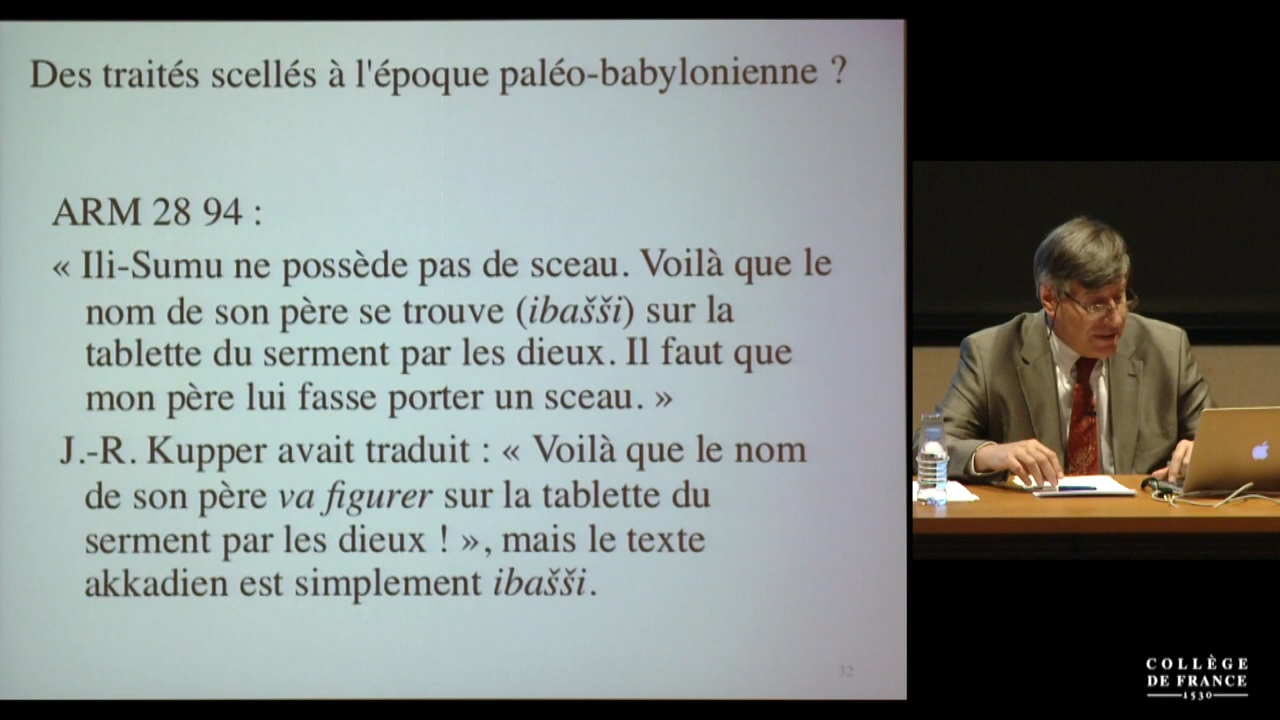 Des traités scellés à l'époque paléo-babylonienne ?
ARM 28 94 :
« Ili-Sumu ne possède pas de sceau. Voilà que le
nom de son père se trouve (ibašši) sur la
tablette du serment par les dieux. Il faut que
mon père lui fasse porter un sceau. »
J.-R. Kupper avait traduit : « Voilà que le nom
de son père va figurer sur la tablette du
serment par les dieux ! », mais le texte
akkadien est simplement ibašši.
32
COLLÈGE
DE FRANCE
1530